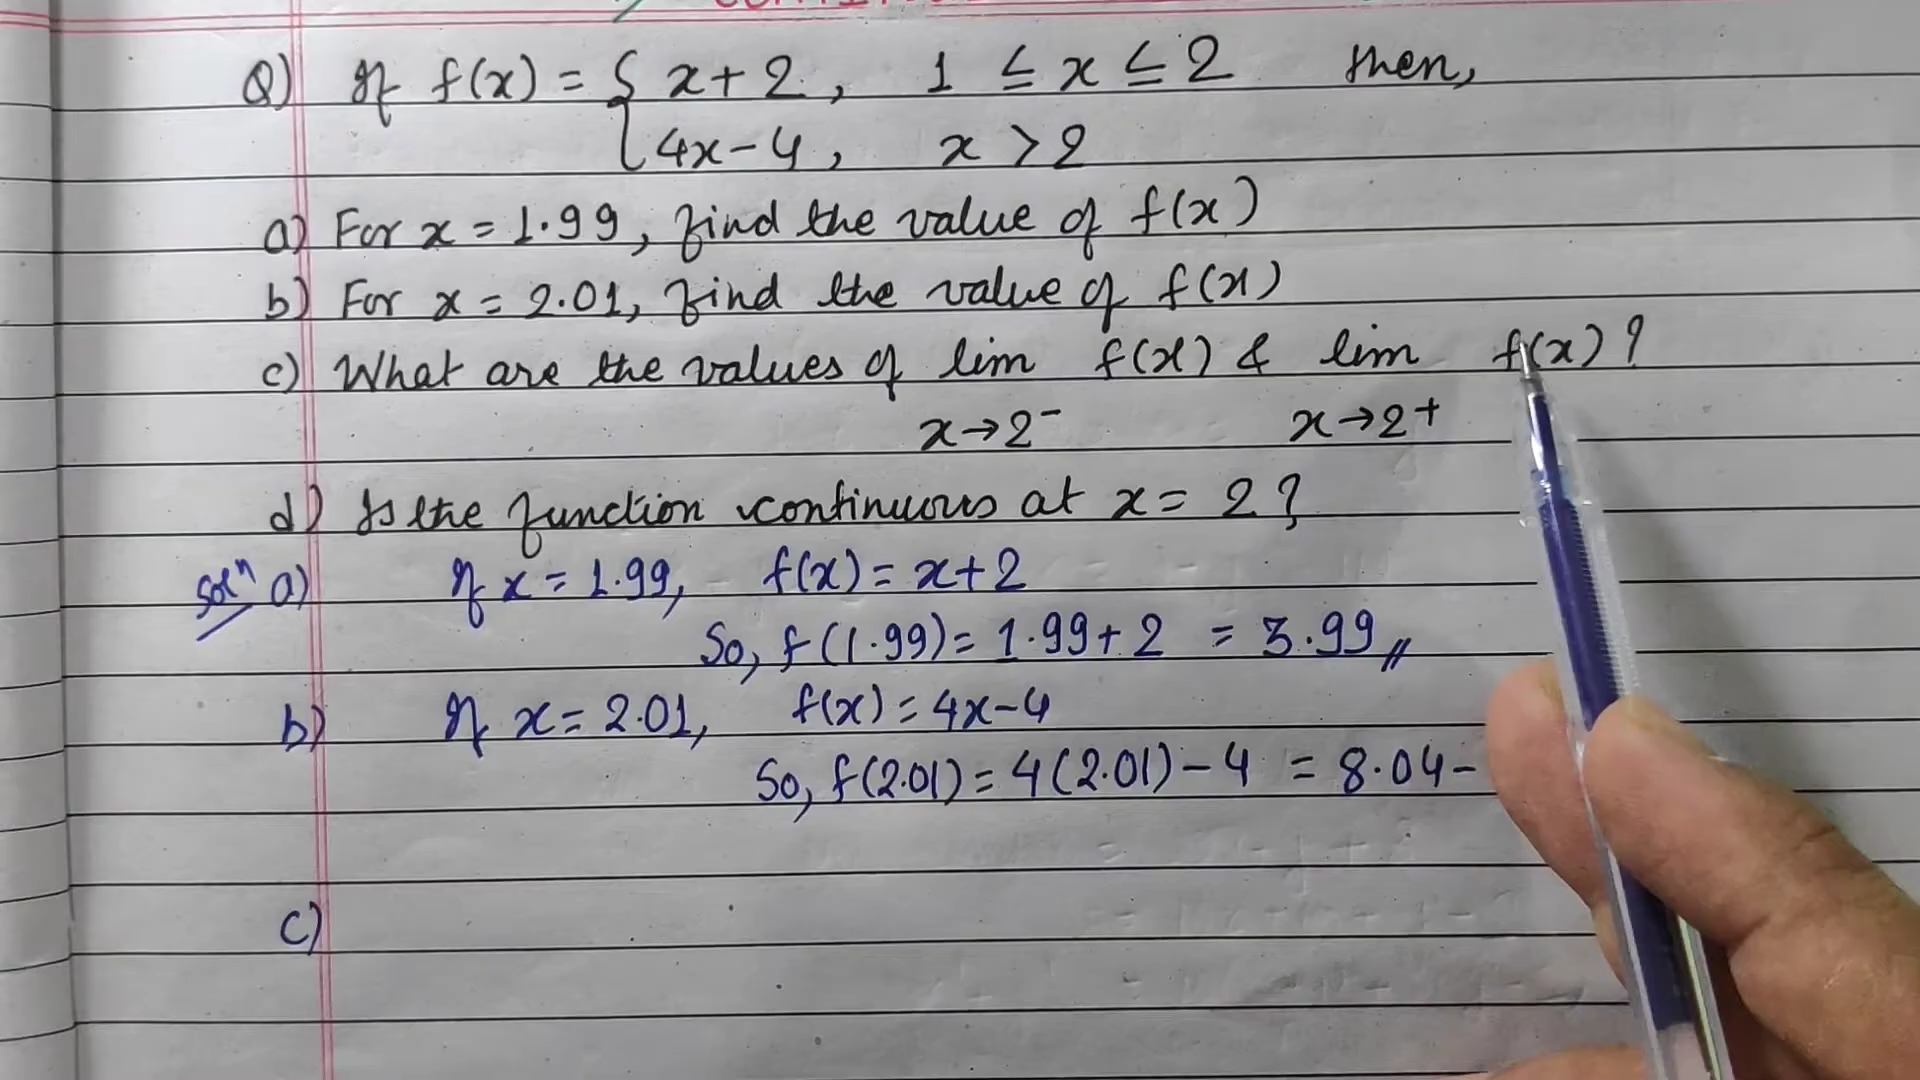 Q) If f(x) = { x + 2 , 1 ≤ x ≤ 2 then,
4x - 4 , x > 2
a) For x = 1.99, find the value of f(x)
b) For x = 2.01, find the value of f(x)
c) What are the values of lim f(x) & lim f(x) ?
x→2⁻ x→2⁺
d) Is the function continuous at x = 2 ?
Solⁿ a) If x = 1.99, f(x) = x + 2
So, f(1.99) = 1.99 + 2 = 3.99
b) If x = 2.01, f(x) = 4x - 4
So, f(2.01) = 4(2.01) - 4 = 8.04 -
c)